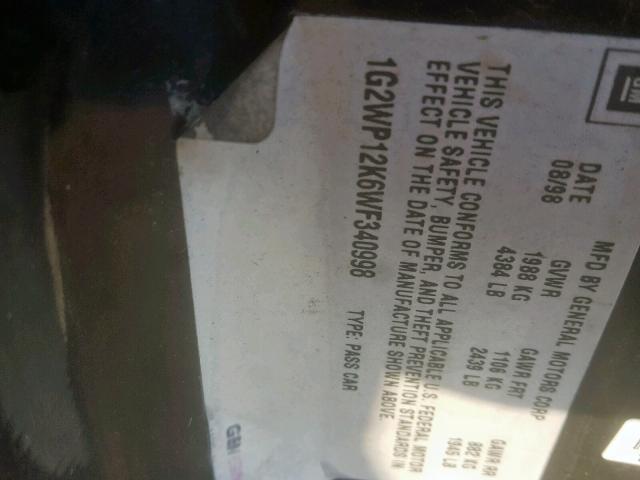 GM
MFD BY GENERAL MOTORS CORP
DATE GVWR GAWR FRT GAWR RR
08/98 1988 KG 1106 KG 882 KG
4384 LB 2439 LB 1945 LB
THIS VEHICLE CONFORMS TO ALL APPLICABLE U.S. FEDERAL MOTOR
VEHICLE SAFETY, BUMPER, AND THEFT PREVENTION STANDARDS IN
EFFECT ON THE DATE OF MANUFACTURE SHOWN ABOVE.
1G2WP12K6WF340998 TYPE: PASS CAR